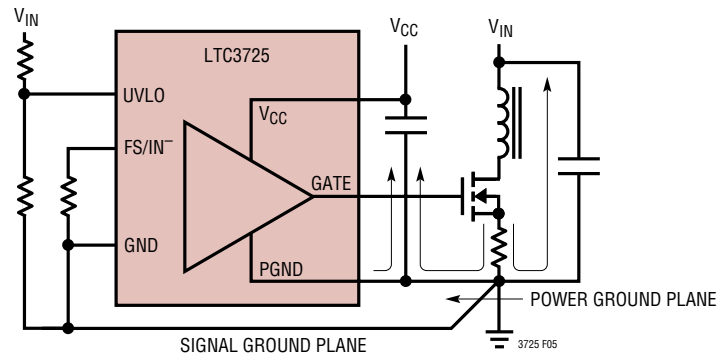 VIN
VCC
VIN
LTC3725
UVLO
VCC
FS/IN–
GATE
GND
PGND
POWER GROUND PLANE
SIGNAL GROUND PLANE
3725 F05